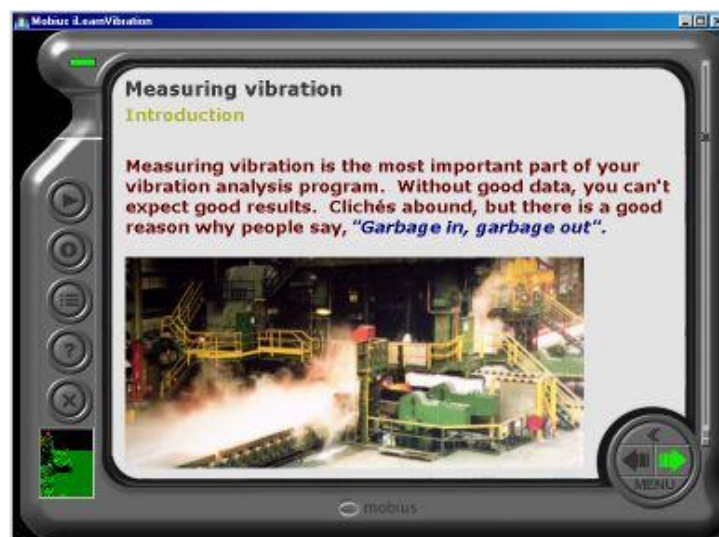 Mobius iLearnVibration
Measuring vibration
Introduction
Measuring vibration is the most important part of your
vibration analysis program. Without good data, you can't
expect good results. Clichés abound, but there is a good
reason why people say, "Garbage in, garbage out".
?
MENU
mobius